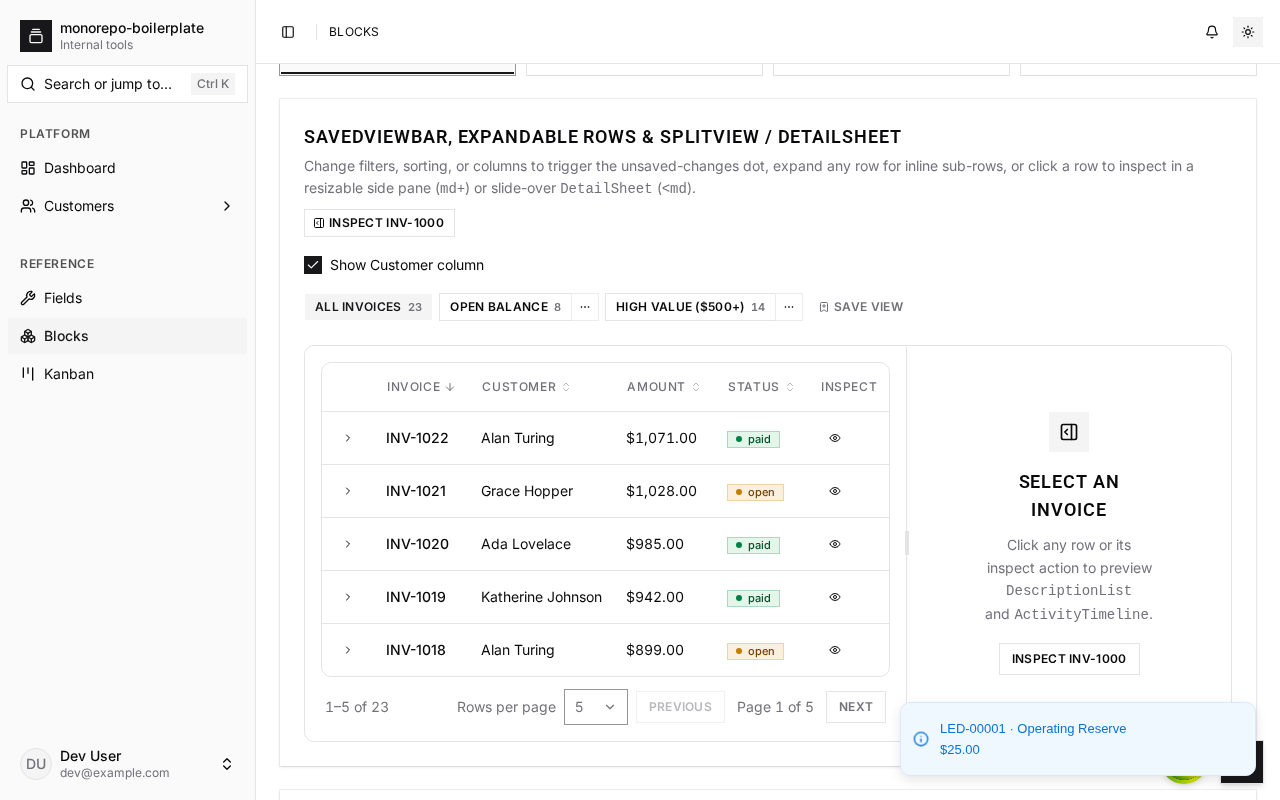 monorepo-boilerplate
Internal tools
Search or jump to...
Ctrl K
PLATFORM
Dashboard
Customers
REFERENCE
Fields
Blocks
Kanban
DU
Dev User
dev@example.com
BLOCKS
SAVEDVIEWBAR, EXPANDABLE ROWS & SPLITVIEW / DETAILSHEET
Change filters, sorting, or columns to trigger the unsaved-changes dot, expand any row for inline sub-rows, or click a row to inspect in a
resizable side pane (md+) or slide-over DetailSheet (<md).
INSPECT INV-1000
Show Customer column
ALL INVOICES 23
OPEN BALANCE 8 ...
HIGH VALUE ($500+) 14 ...
SAVE VIEW
INVOICE CUSTOMER AMOUNT STATUS INSPECT
INV-1022 Alan Turing $1,071.00 paid
INV-1021 Grace Hopper $1,028.00 open
INV-1020 Ada Lovelace $985.00 paid
INV-1019 Katherine Johnson $942.00 paid
INV-1018 Alan Turing $899.00 open
1–5 of 23 Rows per page 5 PREVIOUS Page 1 of 5 NEXT
SELECT AN
INVOICE
Click any row or its
inspect action to preview
DescriptionList
and ActivityTimeline.
INSPECT INV-1000
LED-00001 · Operating Reserve
$25.00